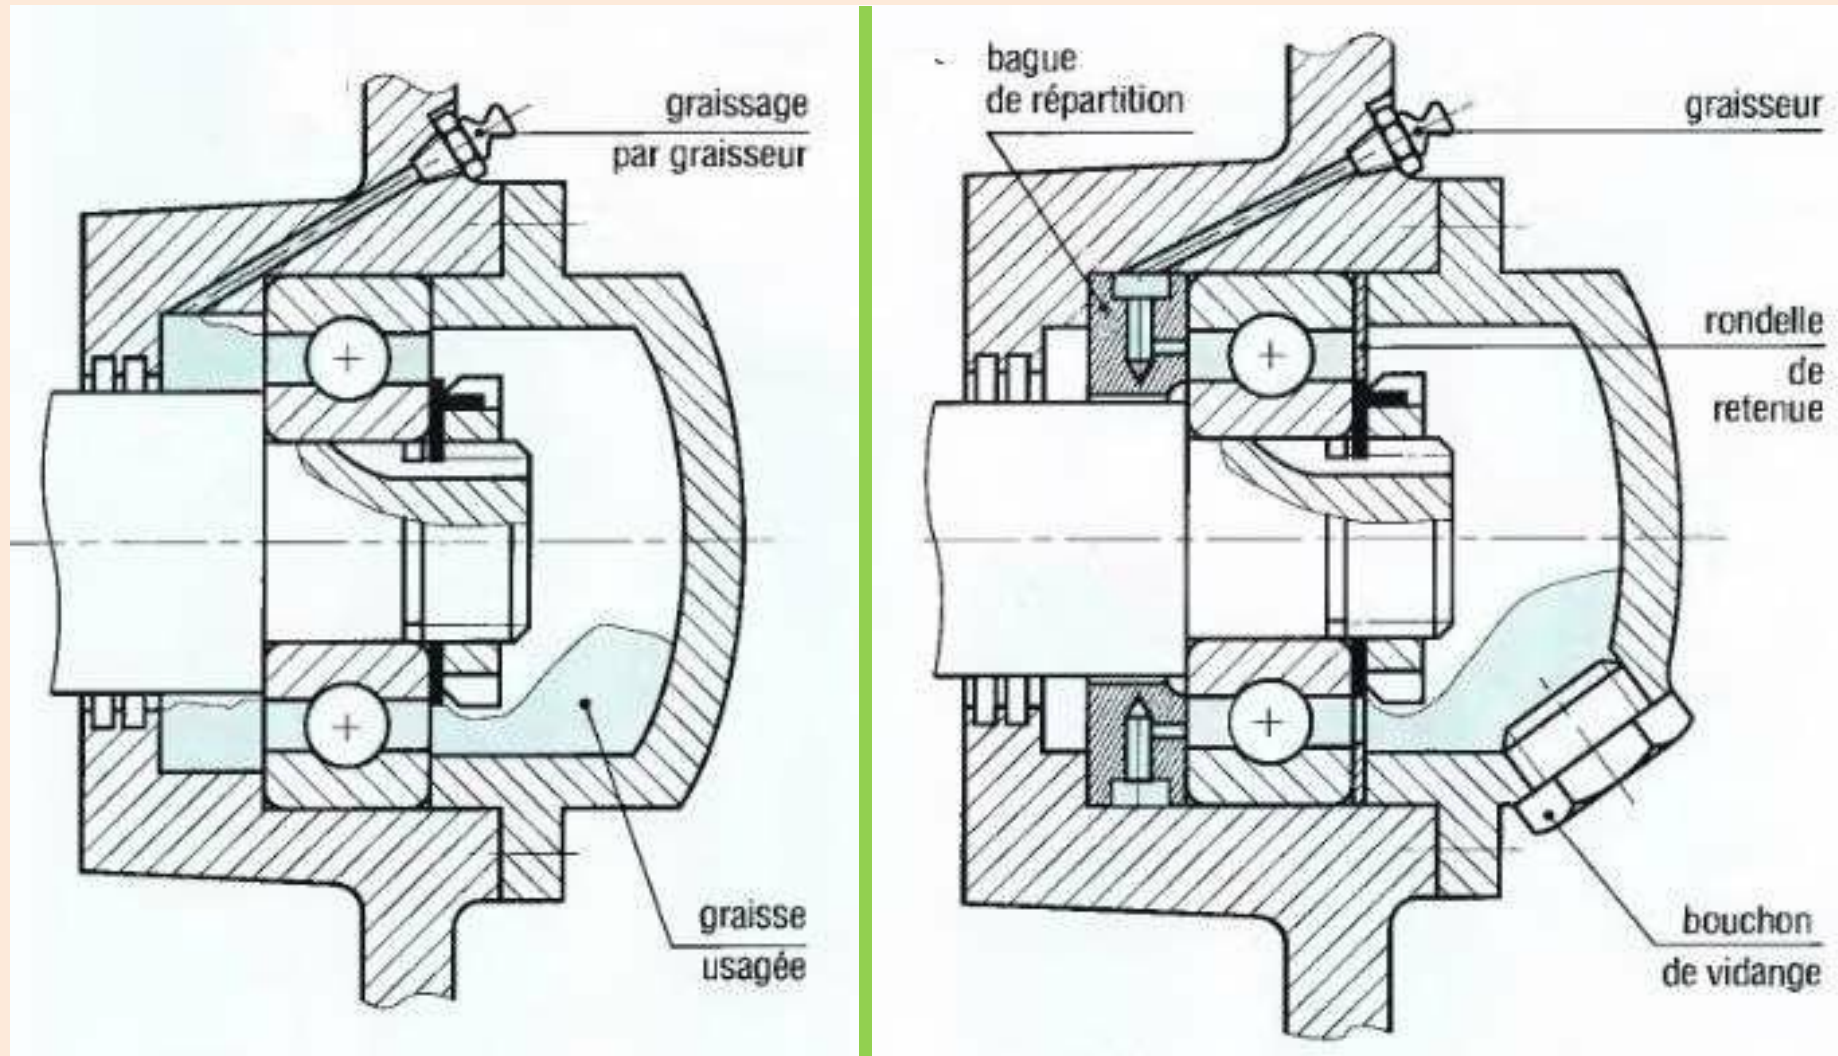 graissage
par graisseur
graisse
usagée
bague
de répartition
graisseur
rondelle
de
retenue
bouchon
de vidange